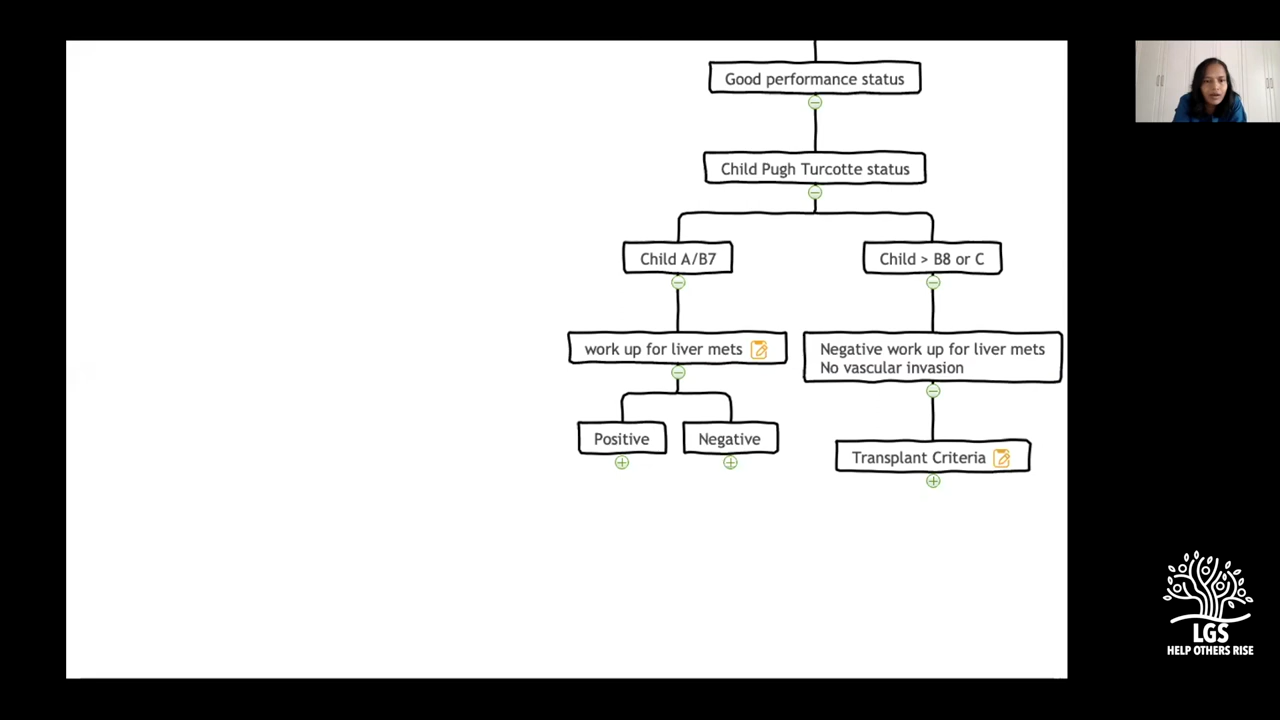 Good performance status
Child Pugh Turcotte status
Child A/B7
Child > B8 or C
work up for liver mets
Negative work up for liver mets
No vascular invasion
Positive
Negative
Transplant Criteria
LGS
HELP OTHERS RISE